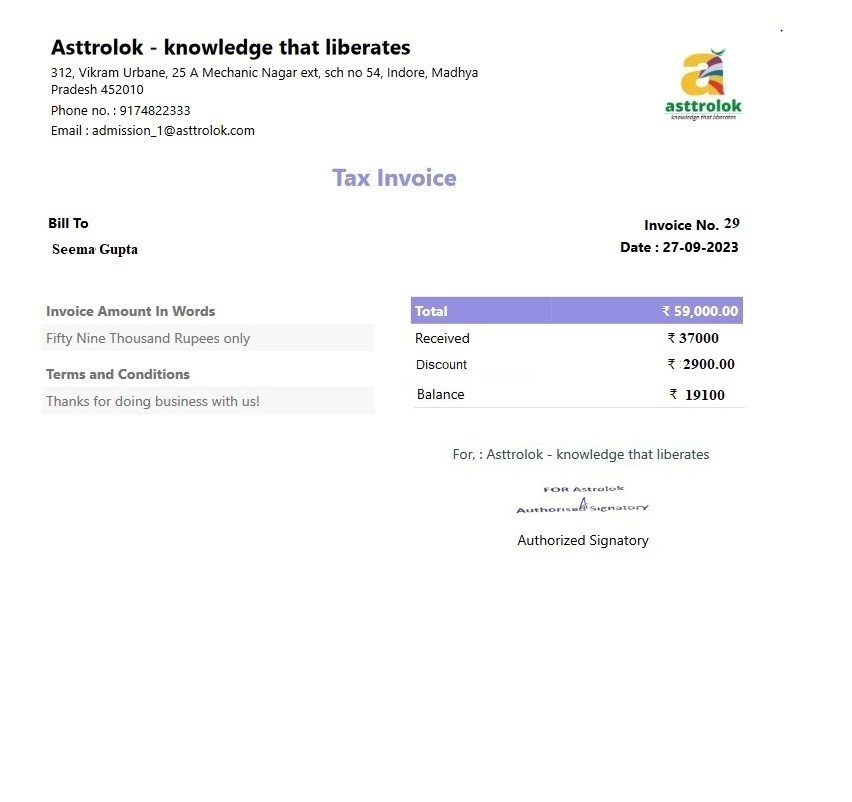 Asttrolok - knowledge that liberates
312, Vikram Urbane, 25 A Mechanic Nagar ext, sch no 54, Indore, Madhya
Pradesh 452010
Phone no. : 9174822333
Email : admission_1@asttrolok.com
asttrolok
knowledge that liberates
Tax Invoice
Bill To
Invoice No. 29
Seema Gupta
Date : 27-09-2023
Invoice Amount In Words
Fifty Nine Thousand Rupees only
Terms and Conditions
Thanks for doing business with us!
Total ₹ 59,000.00
Received ₹ 37000
Discount ₹ 2900.00
Balance ₹ 19100
For, : Asttrolok - knowledge that liberates
FOR Astrolok
Authorised Signatory
Authorized Signatory